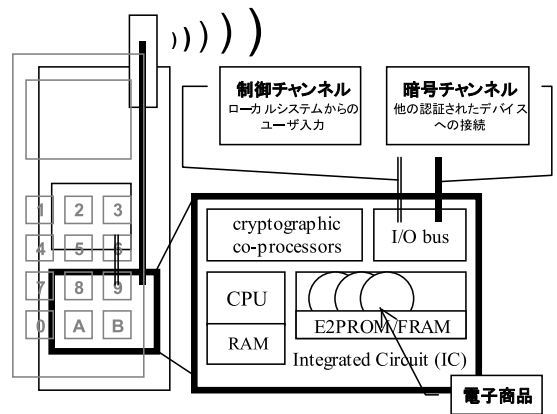 制御チャンネル
ローカルシステムからの
ユーザ入力
暗号チャンネル
他の認証されたデバイス
への接続
1 2 3
4 5 6
7 8 9
0 A B
cryptographic
co-processors
I/O bus
CPU
RAM
E2PROM/FRAM
Integrated Circuit (IC)
電子商品